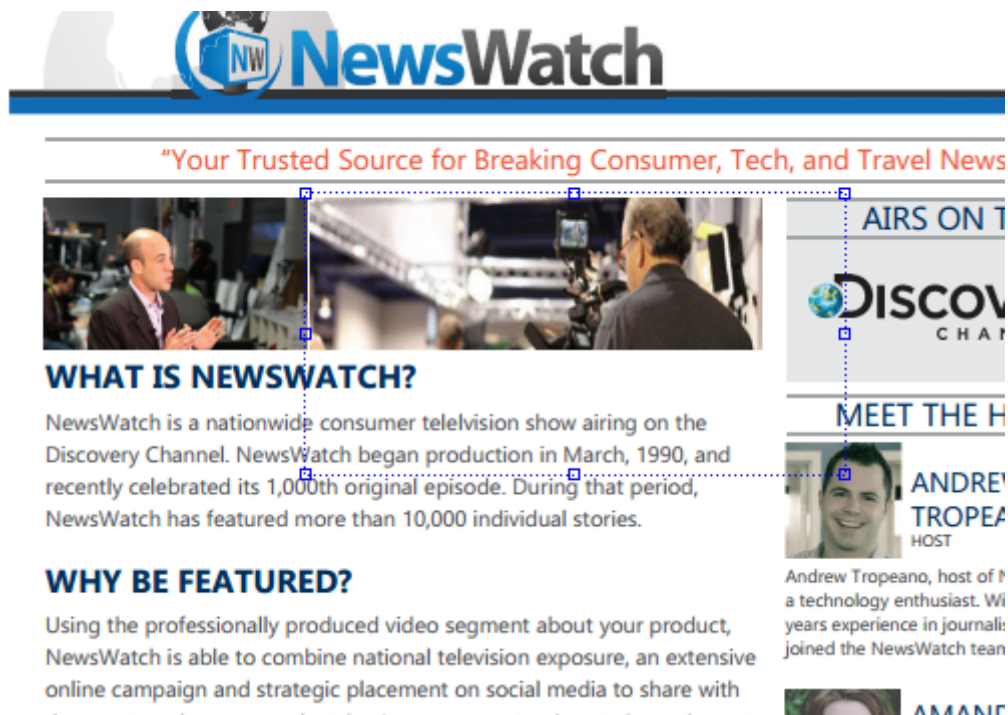 NW NewsWatch
"Your Trusted Source for Breaking Consumer, Tech, and Travel News
WHAT IS NEWSWATCH?
NewsWatch is a nationwide consumer telelvision show airing on the
Discovery Channel. NewsWatch began production in March, 1990, and
recently celebrated its 1,000th original episode. During that period,
NewsWatch has featured more than 10,000 individual stories.
WHY BE FEATURED?
Using the professionally produced video segment about your product,
NewsWatch is able to combine national television exposure, an extensive
online campaign and strategic placement on social media to share with
AIRS ON T
DISCOV
CHAN
MEET THE H
ANDREW
TROPEA
HOST
Andrew Tropeano, host of N
a technology enthusiast. Wi
years experience in journalis
joined the NewsWatch team
AMAND